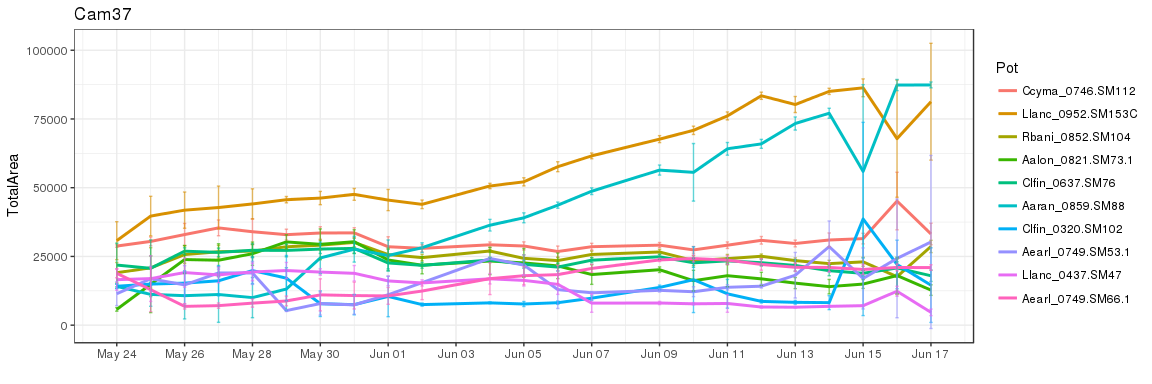 Cam37
TotalArea
100000
75000
50000
25000
0
May 24
May 26
May 28
May 30
Jun 01
Jun 03
Jun 05
Jun 07
Jun 09
Jun 11
Jun 13
Jun 15
Jun 17
Pot
Ccyma_0746.SM112
Llanc_0952.SM153C
Rbani_0852.SM104
Aalon_0821.SM73.1
Clfin_0637.SM76
Aaran_0859.SM88
Clfin_0320.SM102
Aearl_0749.SM53.1
Llanc_0437.SM47
Aearl_0749.SM66.1